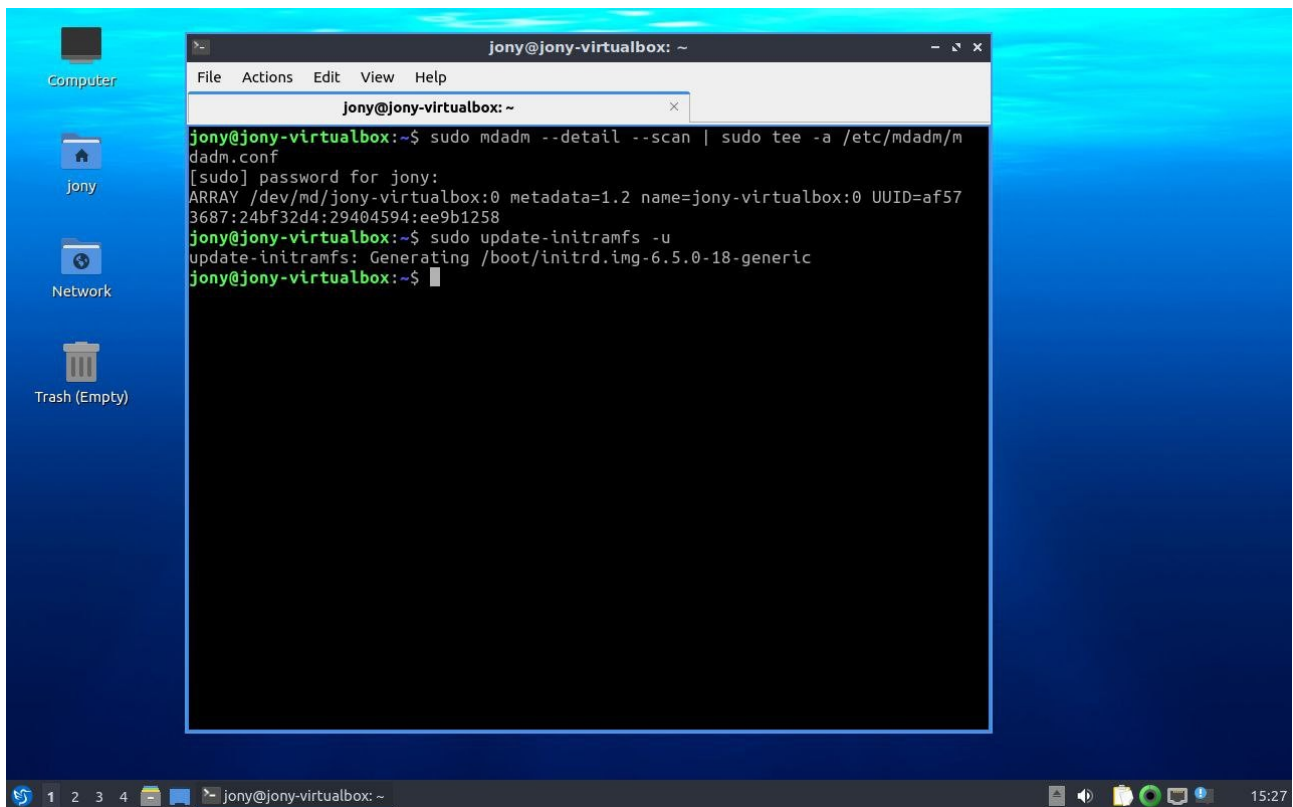 jony@jony-virtualbox: ~
File Actions Edit View Help
jony@jony-virtualbox: ~
jony@jony-virtualbox:~$ sudo mdadm --detail --scan | sudo tee -a /etc/mdadm/m
dadm.conf
[sudo] password for jony:
ARRAY /dev/md/jony-virtualbox:0 metadata=1.2 name=jony-virtualbox:0 UUID=af57
3687:24bf32d4:29404594:ee9b1258
jony@jony-virtualbox:~$ sudo update-initramfs -u
update-initramfs: Generating /boot/initrd.img-6.5.0-18-generic
jony@jony-virtualbox:~$
Computer
jony
Network
Trash (Empty)
1 2 3 4 jony@jony-virtualbox: ~ 15:27